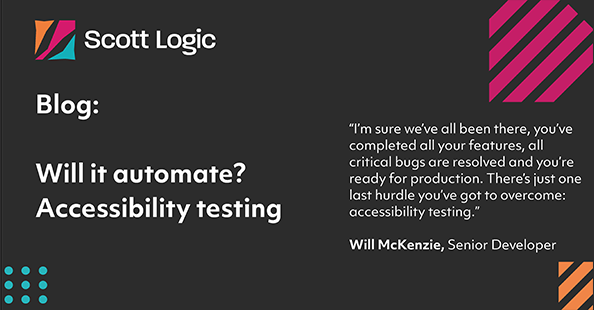 Scott Logic
Blog:
Will it automate?
Accessibility testing
“I’m sure we’ve all been there, you’ve
completed all your features, all
critical bugs are resolved and you’re
ready for production. There’s just one
last hurdle you’ve got to overcome:
accessibility testing.”
Will McKenzie, Senior Developer